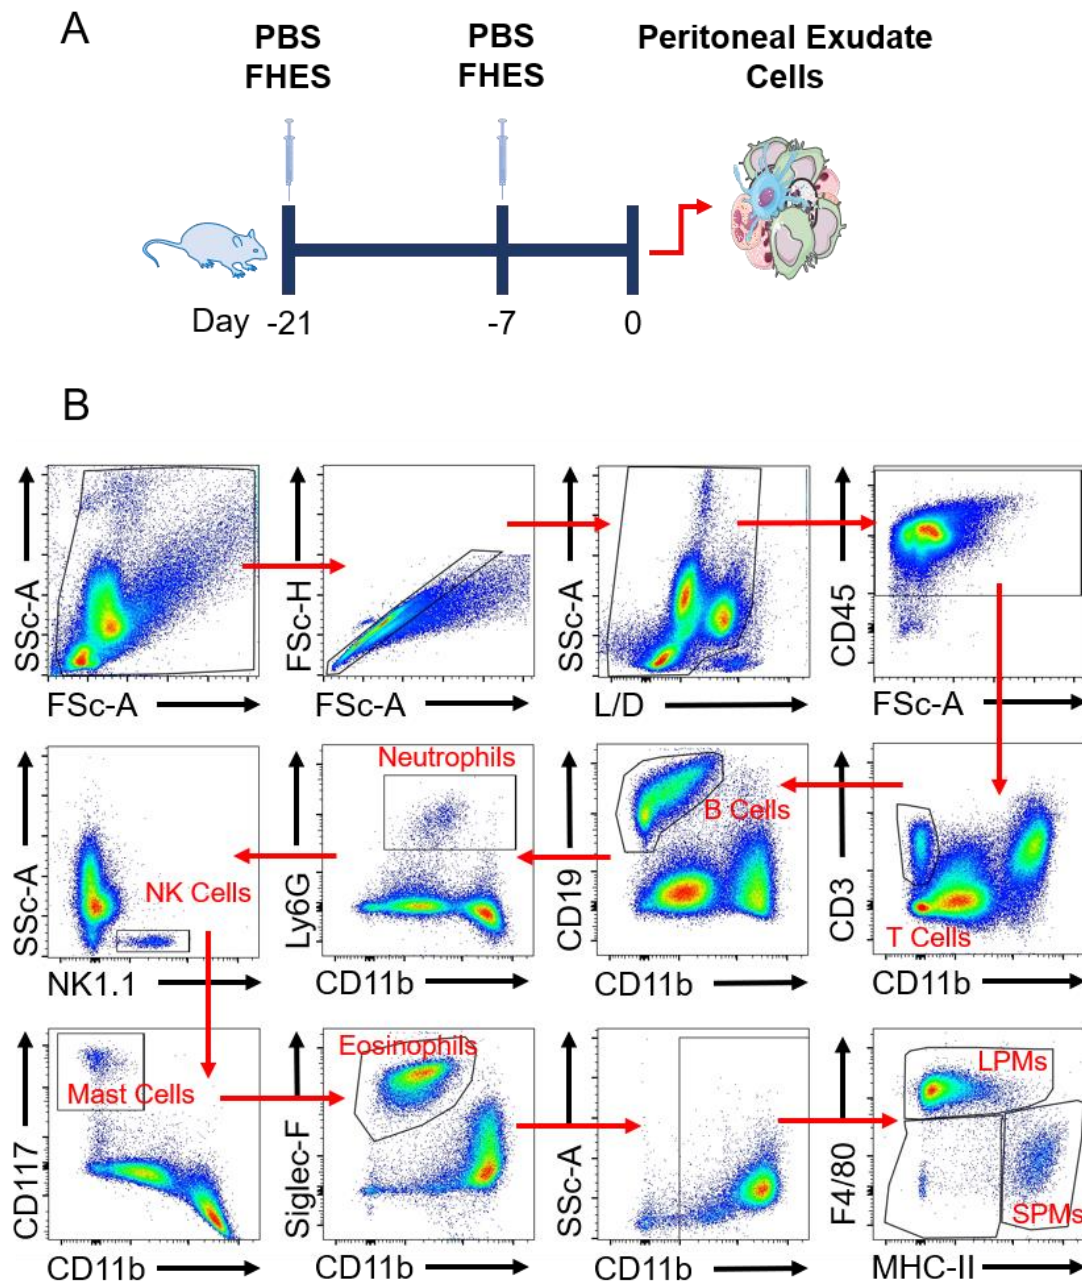 A
PBS
FHES
PBS
FHES
Peritoneal Exudate
Cells
Day -21 -7 0
B
SSc-A
FSc-A
FSc-H
FSc-A
SSc-A
L/D
CD45
FSc-A
SSc-A
NK Cells
NK1.1
Neutrophils
Ly6G
CD11b
B Cells
CD19
CD11b
CD3
T Cells
CD11b
Mast Cells
CD117
CD11b
Eosinophils
Siglec-F
CD11b
SSc-A
CD11b
LPMs
F4/80
SPMs
MHC-II